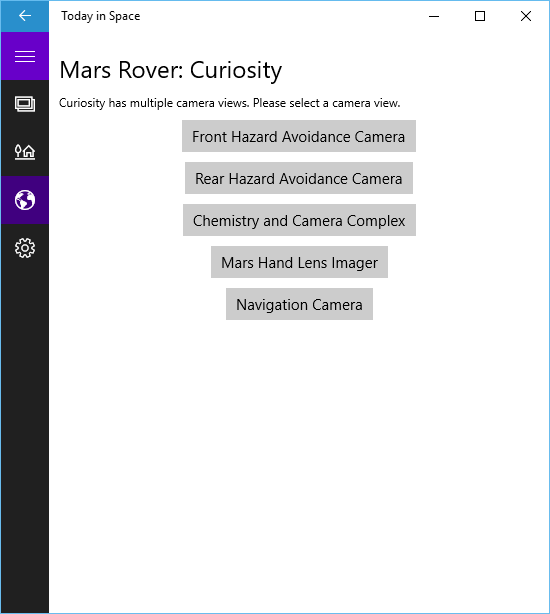 Today in Space
Mars Rover: Curiosity
Curiosity has multiple camera views. Please select a camera view.
Front Hazard Avoidance Camera
Rear Hazard Avoidance Camera
Chemistry and Camera Complex
Mars Hand Lens Imager
Navigation Camera